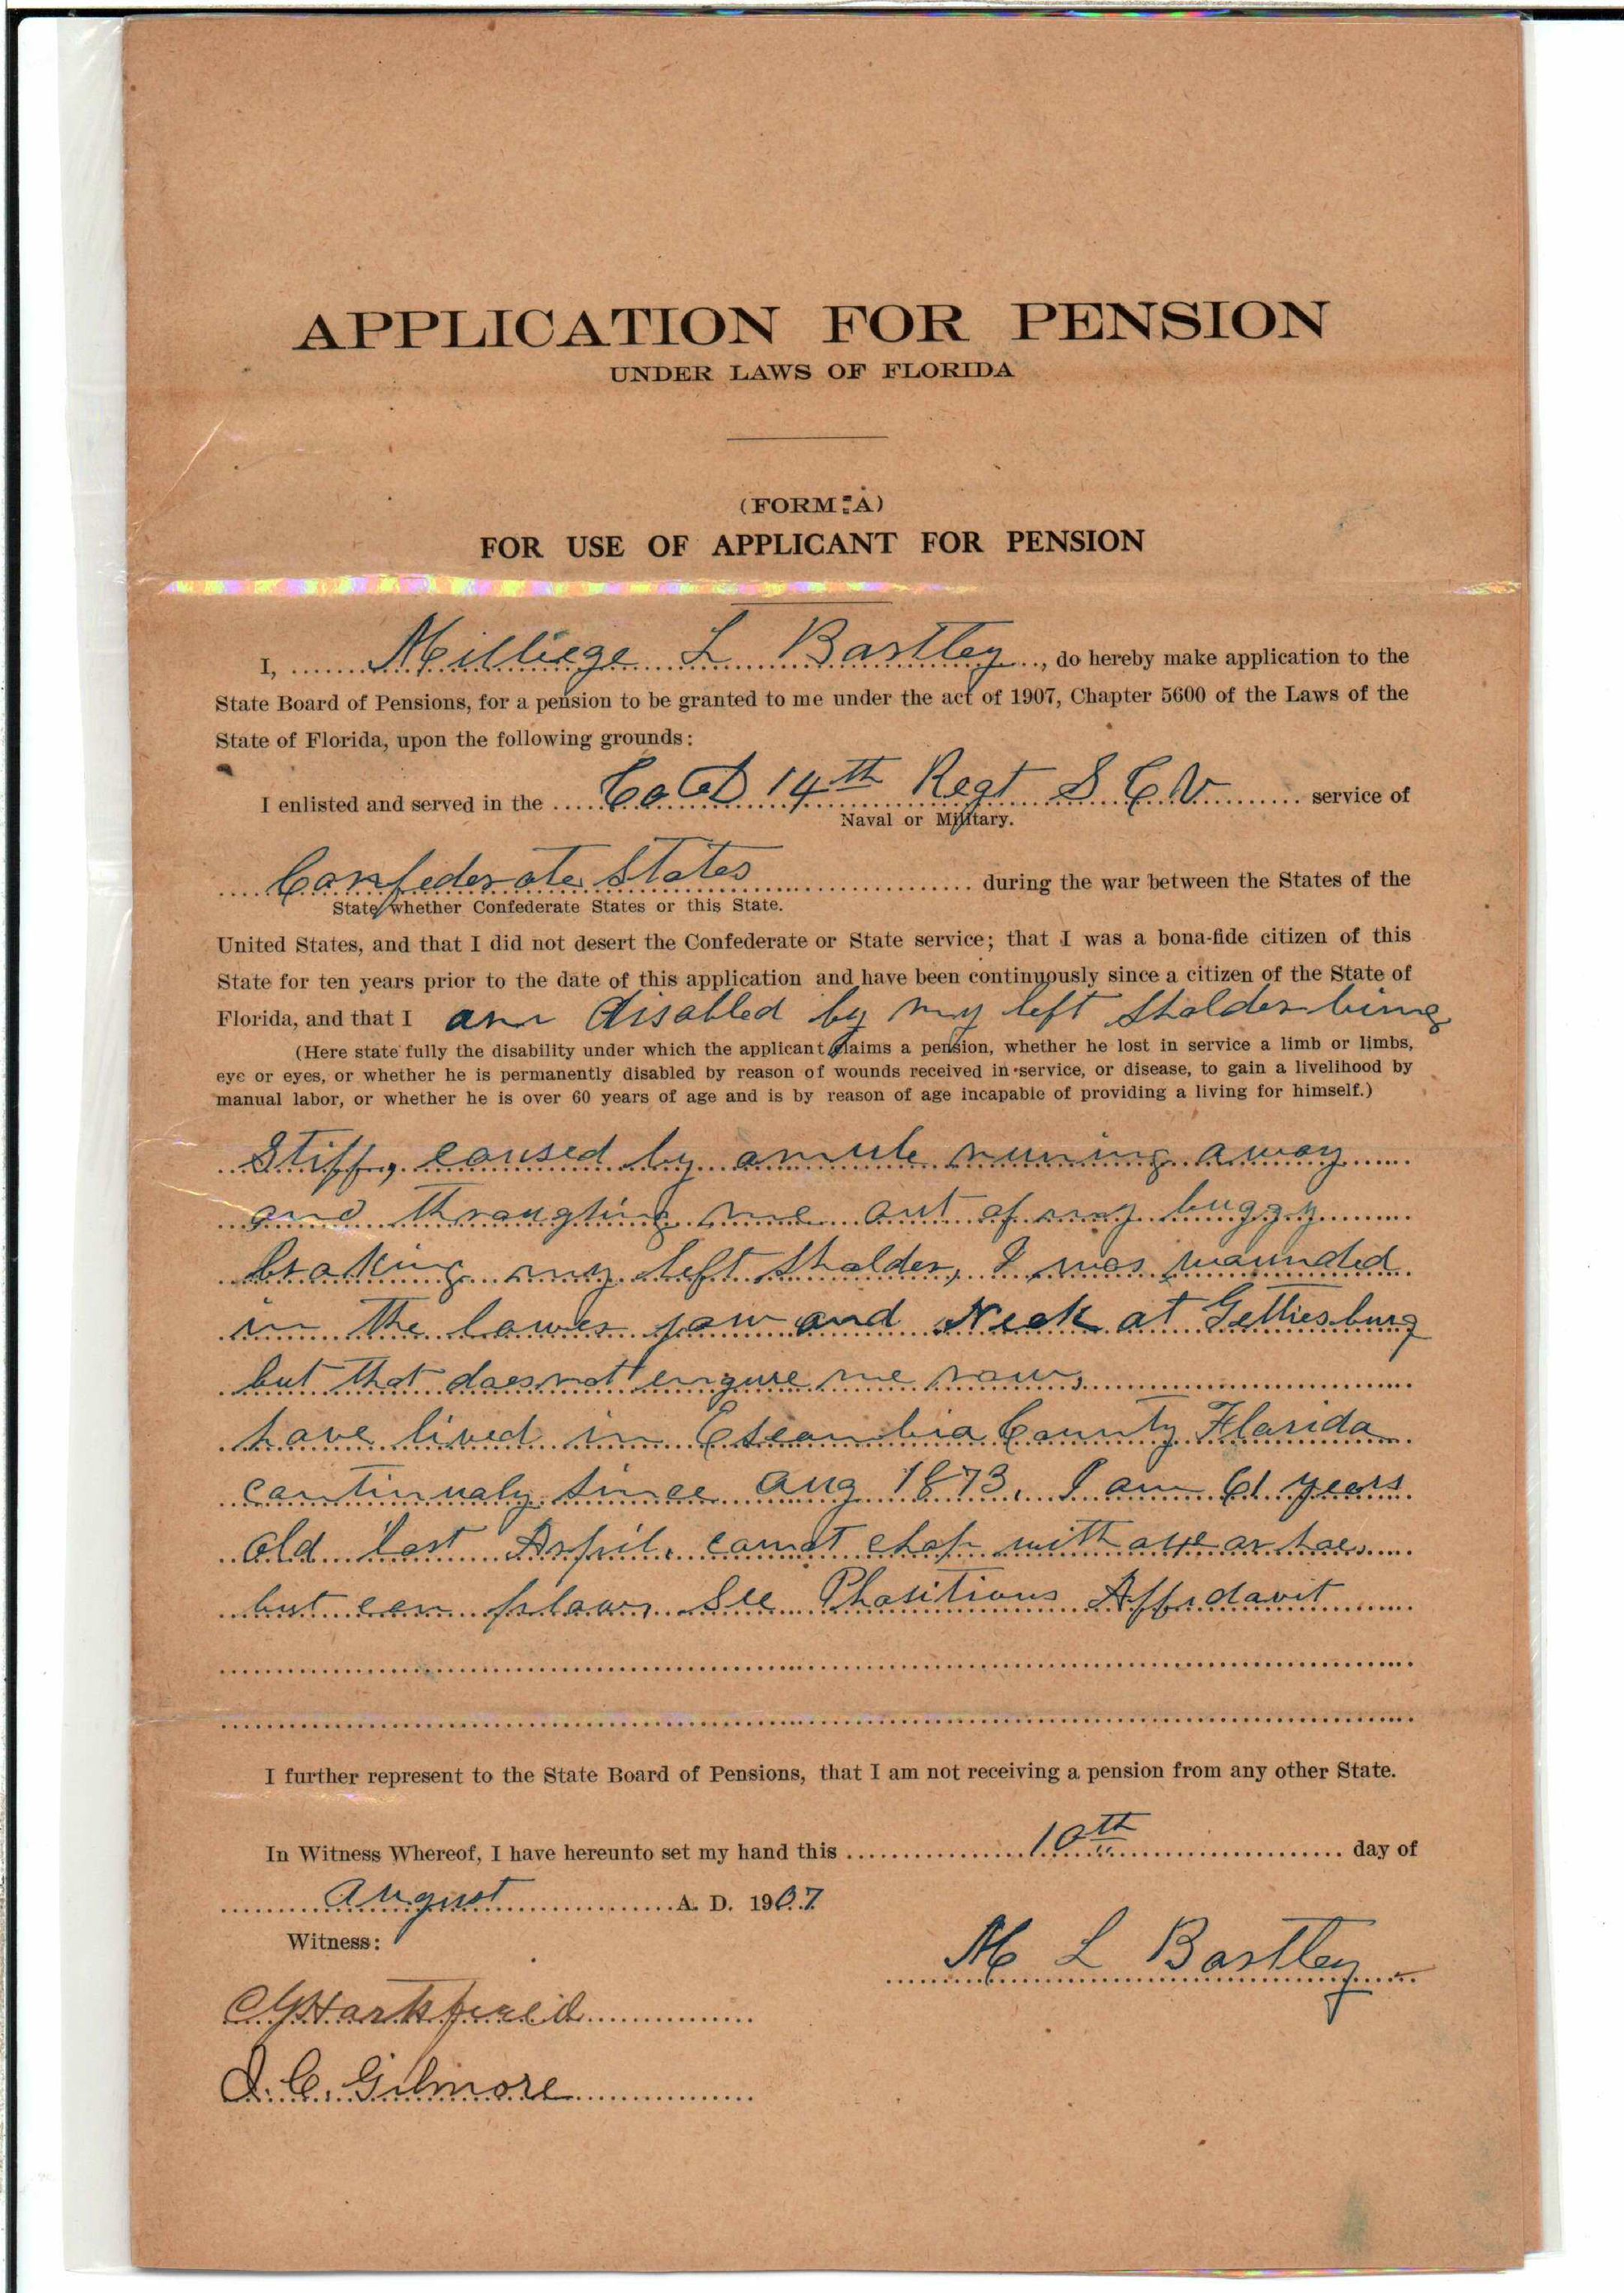 APPLICATION FOR PENSION
UNDER LAWS OF FLORIDA
(FORM A)
FOR USE OF APPLICANT FOR PENSION
I, Milliege L Bartley, do hereby make application to the
State Board of Pensions, for a pension to be granted to me under the act of 1907, Chapter 5600 of the Laws of the
State of Florida, upon the following grounds:
I enlisted and served in the Co D 14th Regt S C V service of
Naval or Military.
Confederate States during the war between the States of the
State whether Confederate States or this State.
United States, and that I did not desert the Confederate or State service; that I was a bona-fide citizen of this
State for ten years prior to the date of this application and have been continuously since a citizen of the State of
Florida, and that I am disabled by my left sholder bing
(Here state fully the disability under which the applicant claims a pension, whether he lost in service a limb or limbs,
eye or eyes, or whether he is permanently disabled by reason of wounds received in service, or disease, to gain a livelihood by
manual labor, or whether he is over 60 years of age and is by reason of age incapable of providing a living for himself.)
Stiff, caused by a mule runing away
and throughing me out of my buggy
braking my left sholder, I was wounded
in the lower jaw and Neck at Gettiesburg
but that does not engure me now,
have lived in Escambia County Florida
continualy since Aug 1873. I am 61 years
old last April. cannot chop with axe or hoe
but can plow, See Phositions Affidavit
I further represent to the State Board of Pensions, that I am not receiving a pension from any other State.
In Witness Whereof, I have hereunto set my hand this 10th day of
August A. D. 1907
Witness:
M L Bartley
J. C. Gilmore